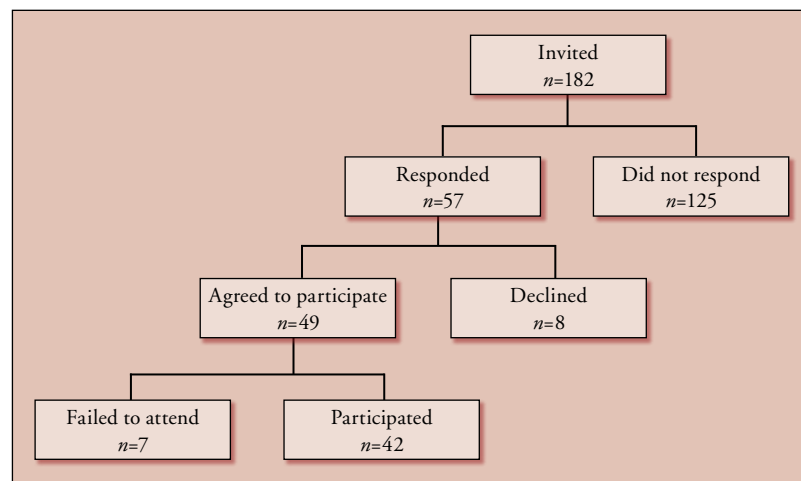 Invited
n=182
Responded
n=57
Did not respond
n=125
Agreed to participate
n=49
Declined
n=8
Failed to attend
n=7
Participated
n=42